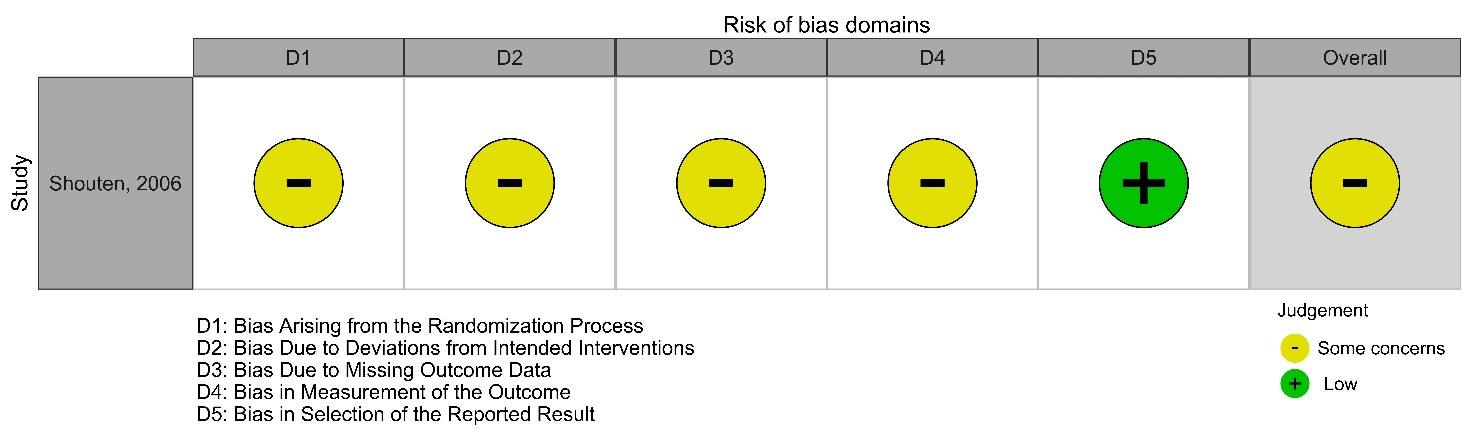 Risk of bias domains
D1 D2 D3 D4 D5 Overall
Study
Shouten, 2006 - - - - + -
D1: Bias Arising from the Randomization Process
D2: Bias Due to Deviations from Intended Interventions
D3: Bias Due to Missing Outcome Data
D4: Bias in Measurement of the Outcome
D5: Bias in Selection of the Reported Result
Judgement
- Some concerns
+ Low